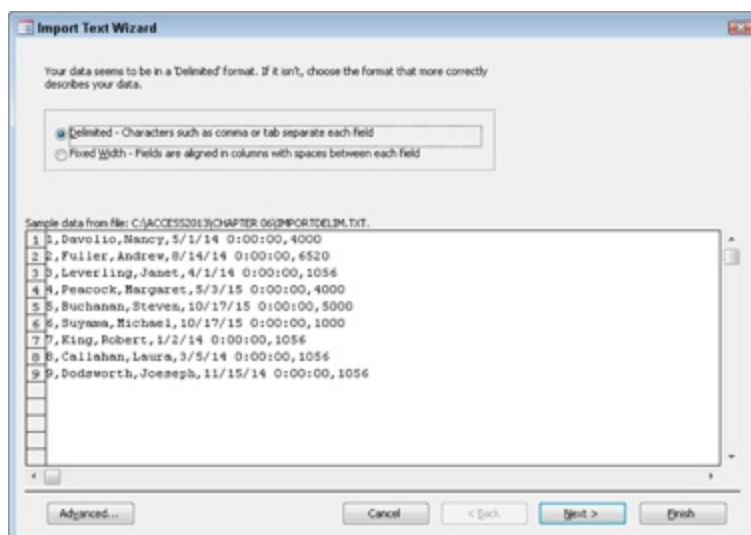 Import Text Wizard
Your data seems to be in a 'Delimited' format. If it isn't, choose the format that more correctly
describes your data.
Delimited - Characters such as comma or tab separate each field
Fixed Width - Fields are aligned in columns with spaces between each field
Sample data from file: C:\ACCESS2013\CHAPTER 06\IMPORTDELIM.TXT.
1 1,Davolio,Nancy,5/1/14 0:00:00,4000
2 2,Fuller,Andrew,8/14/14 0:00:00,6520
3 3,Leverling,Janet,4/1/14 0:00:00,1056
4 4,Peacock,Margaret,5/3/15 0:00:00,4000
5 5,Buchanan,Steven,10/17/15 0:00:00,5000
6 6,Suyama,Michael,10/17/15 0:00:00,1000
7 7,King,Robert,1/2/14 0:00:00,1056
8 8,Callahan,Laura,3/5/14 0:00:00,1056
9 9,Dodsworth,Joeseph,11/15/14 0:00:00,1056
Advanced... Cancel < Back Next > Finish